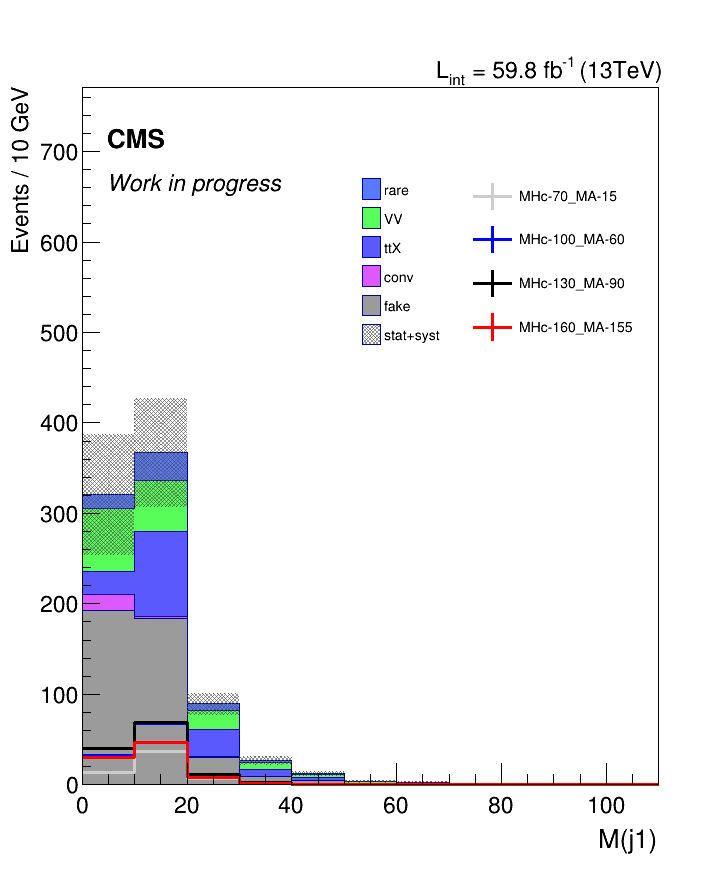 L_int = 59.8 fb^-1 (13TeV)
Events / 10 GeV
CMS
Work in progress
rare
VV
ttX
conv
fake
stat+syst
MHc-70_MA-15
MHc-100_MA-60
MHc-130_MA-90
MHc-160_MA-155
700
600
500
400
300
200
100
0
0 20 40 60 80 100
M(j1)